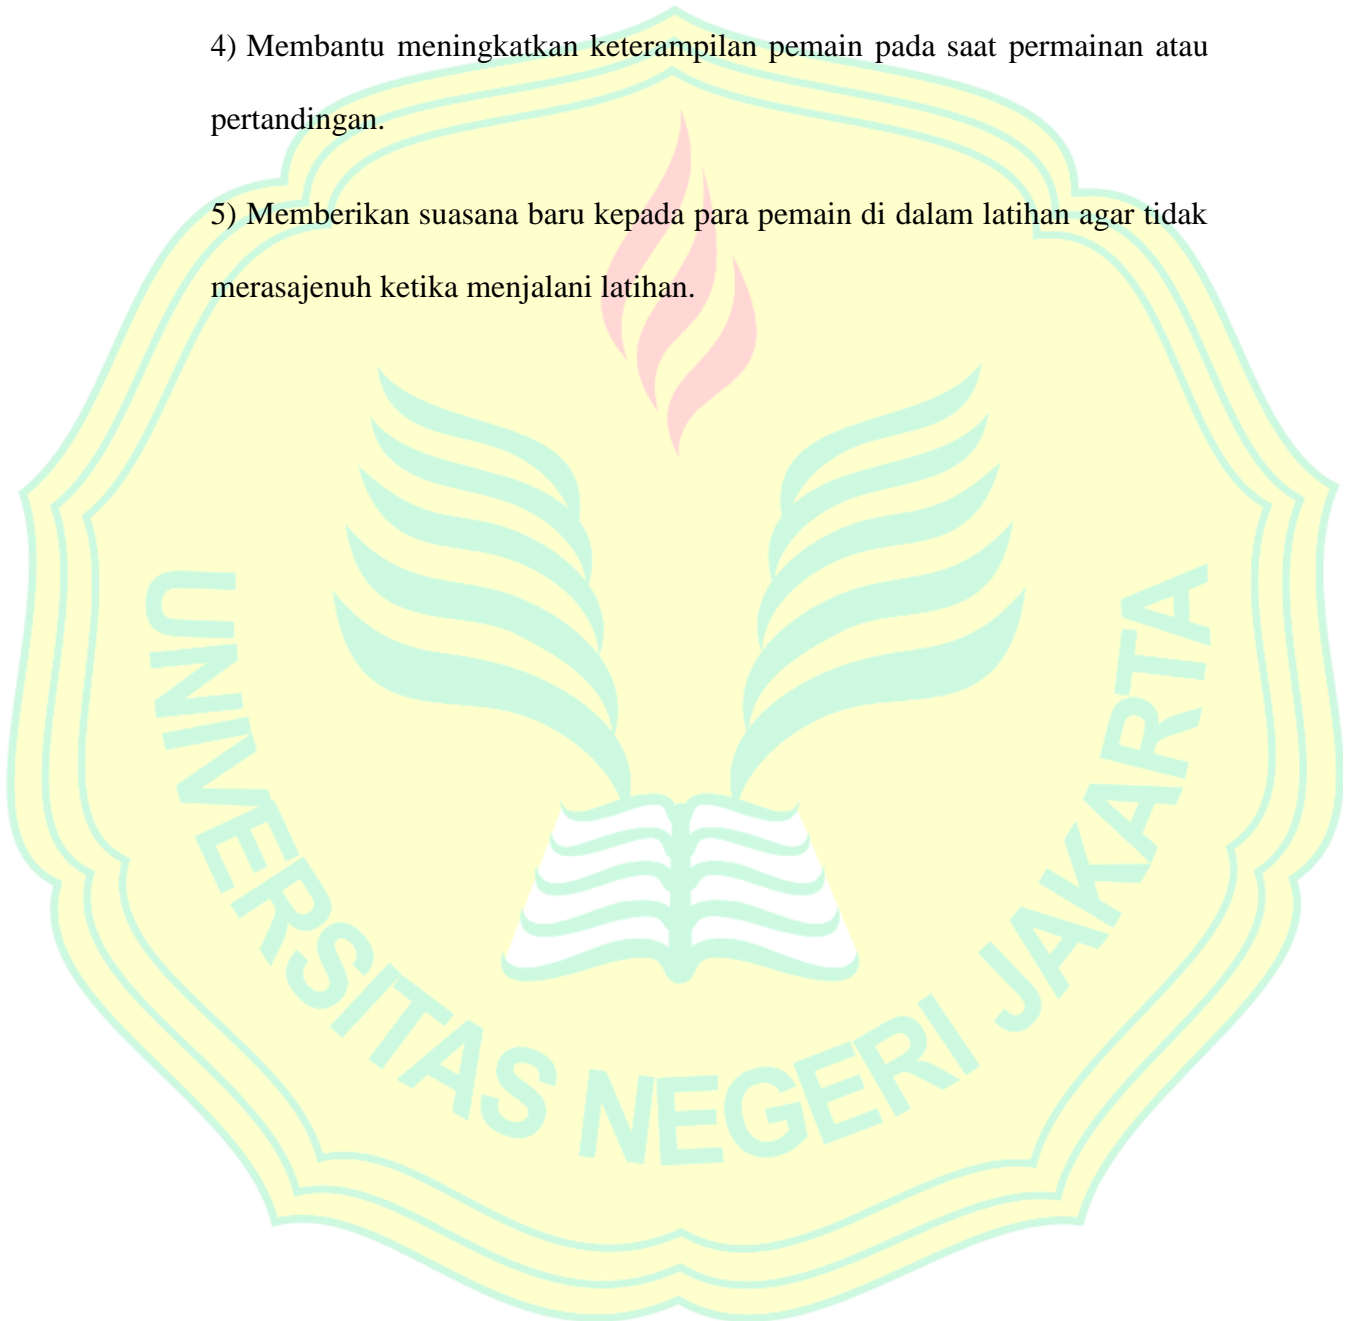 4) Membantu meningkatkan keterampilan pemain pada saat permainan atau
pertandingan.
5) Memberikan suasana baru kepada para pemain di dalam latihan agar tidak
merasajenuh ketika menjalani latihan.
UNIVERSITAS NEGERI JAKARTA